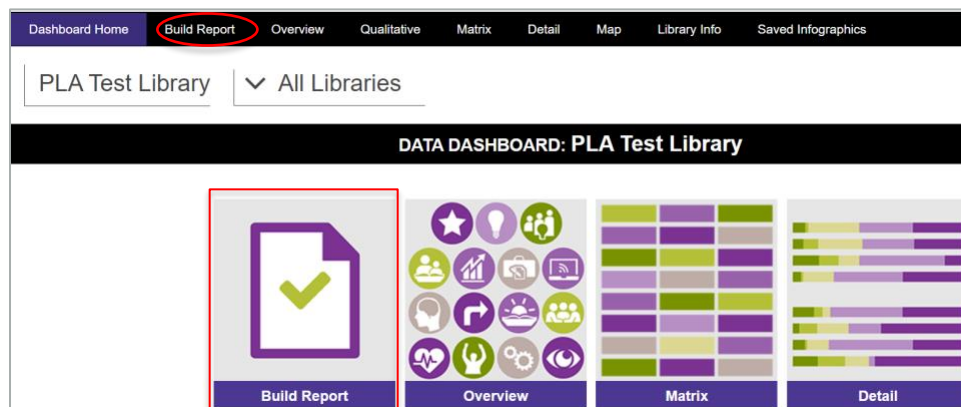 Dashboard Home Build Report Overview Qualitative Matrix Detail Map Library Info Saved Infographics
PLA Test Library All Libraries
DATA DASHBOARD: PLA Test Library
Build Report Overview Matrix Detail